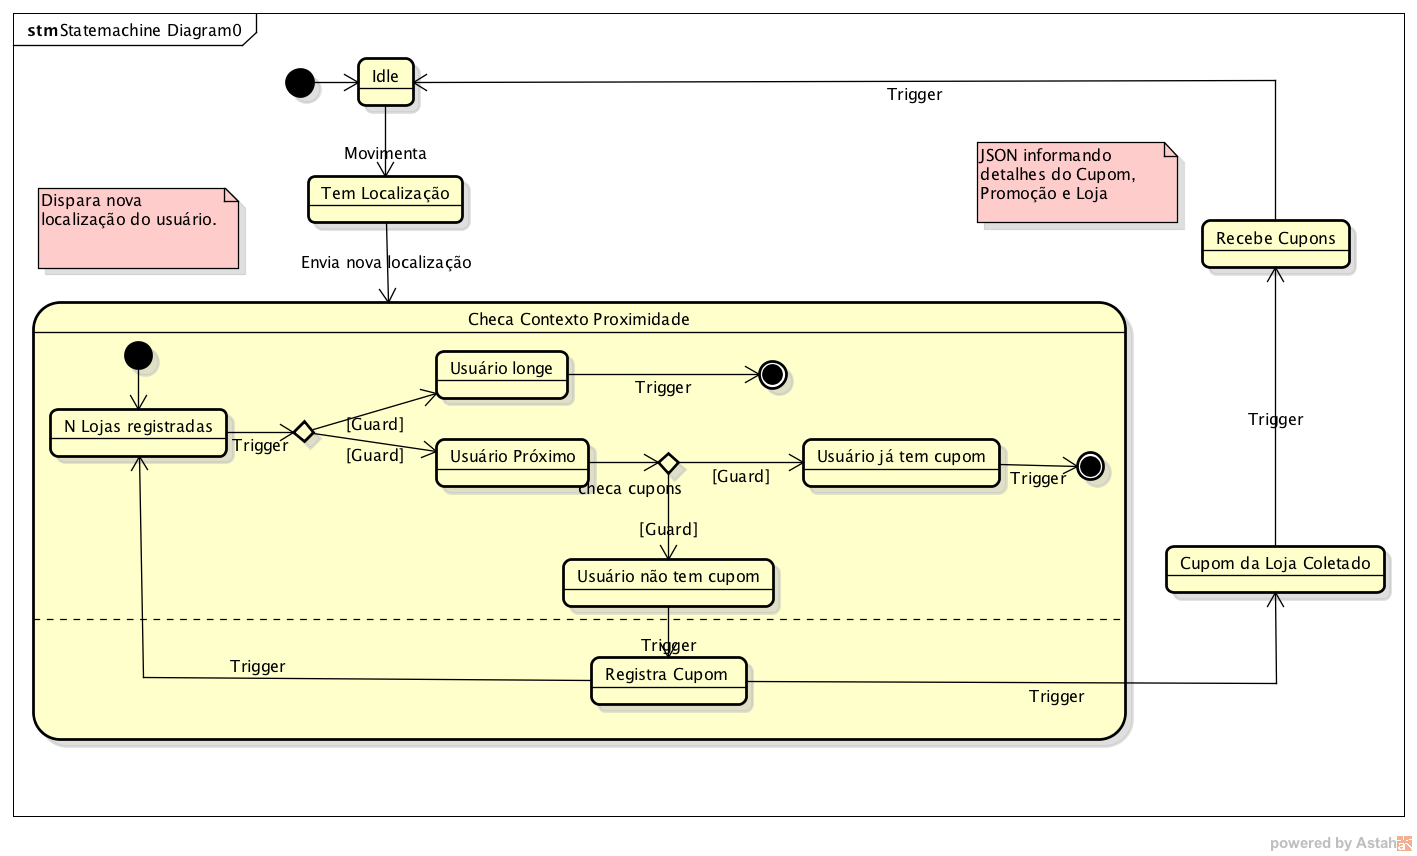 stm Statemachine Diagram0
Idle
Trigger
Movimenta
JSON informando
detalhes do Cupom,
Promoção e Loja
Tem Localização
Dispara nova
localização do usuário.
Recebe Cupons
Envia nova localização
Checa Contexto Proximidade
Usuário longe
Trigger
N Lojas registradas
Trigger
[Guard]
[Guard]
Usuário Próximo
checa cupons
[Guard]
Usuário já tem cupom
Trigger
Trigger
[Guard]
Usuário não tem cupom
Cupom da Loja Coletado
Trigger
Registra Cupom
Trigger
Trigger
powered by Astah